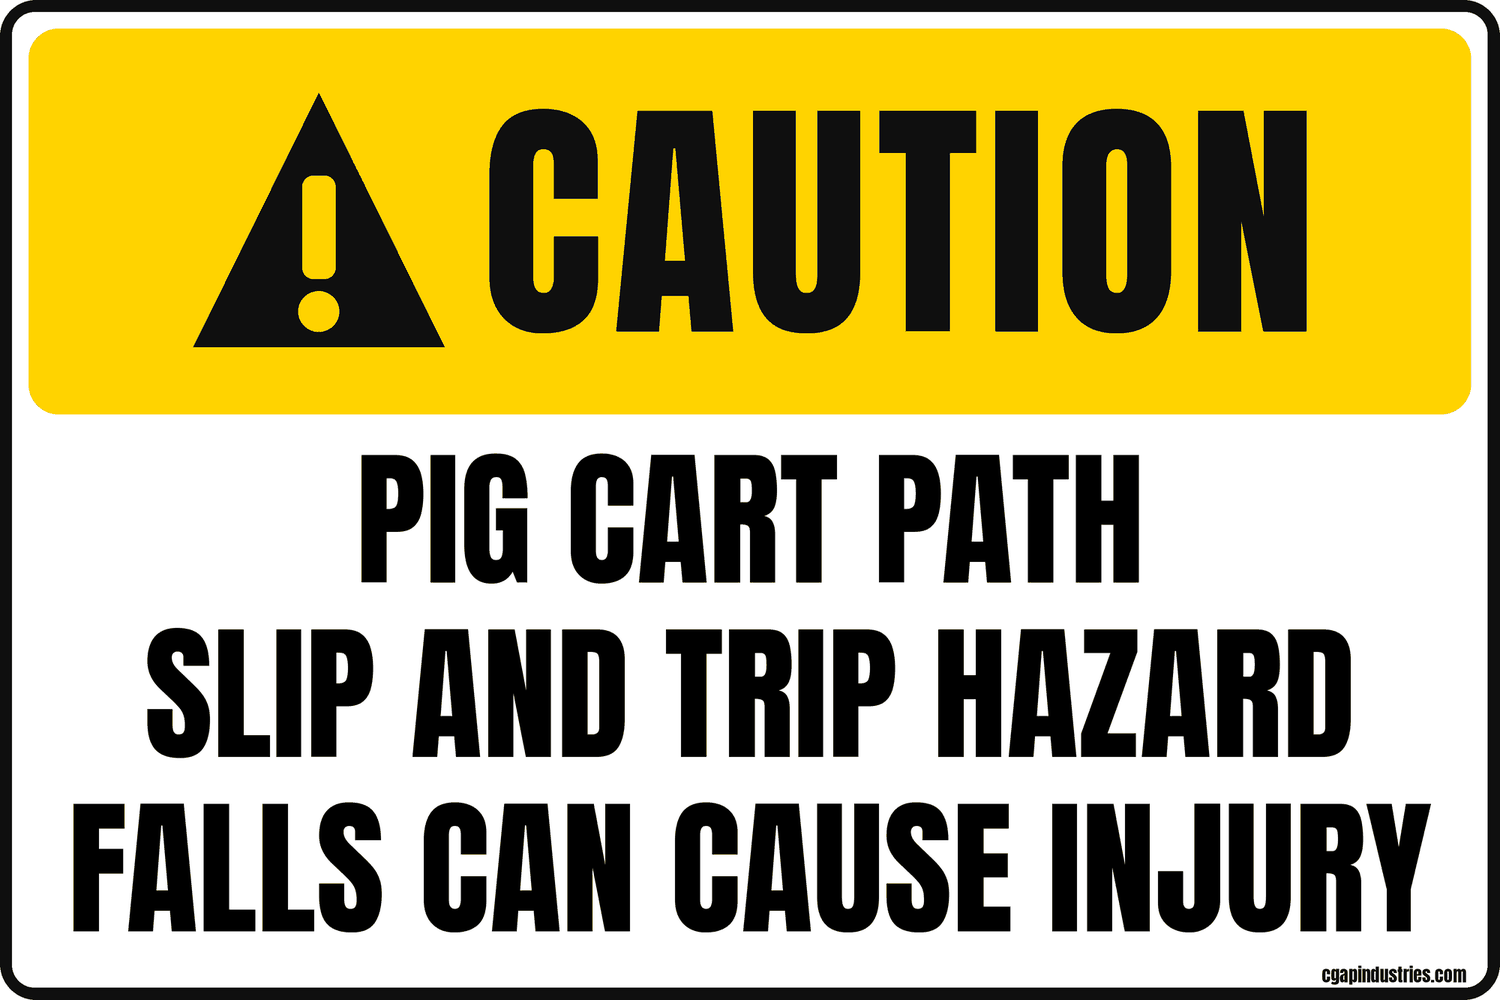 CAUTION
PIG CART PATH
SLIP AND TRIP HAZARD
FALLS CAN CAUSE INJURY
cgapindustries.com